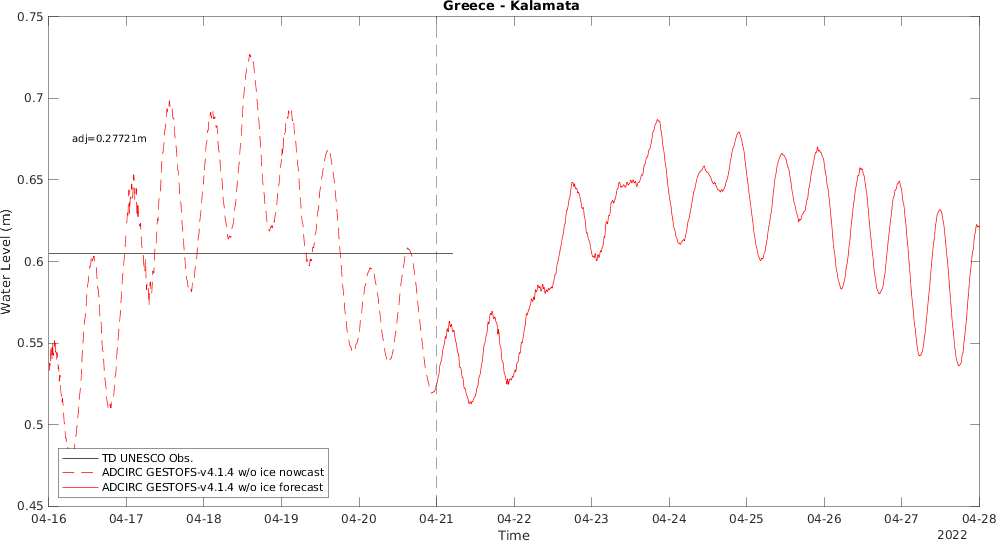 Greece - Kalamata
0.75
0.7
0.65
0.6
0.55
0.5
0.45
Water Level (m)
adj=0.27721m
TD UNESCO Obs.
ADCIRC GESTOFS-v4.1.4 w/o ice nowcast
ADCIRC GESTOFS-v4.1.4 w/o ice forecast
04-16 04-17 04-18 04-19 04-20 04-21 04-22 04-23 04-24 04-25 04-26 04-27 04-28
Time
2022